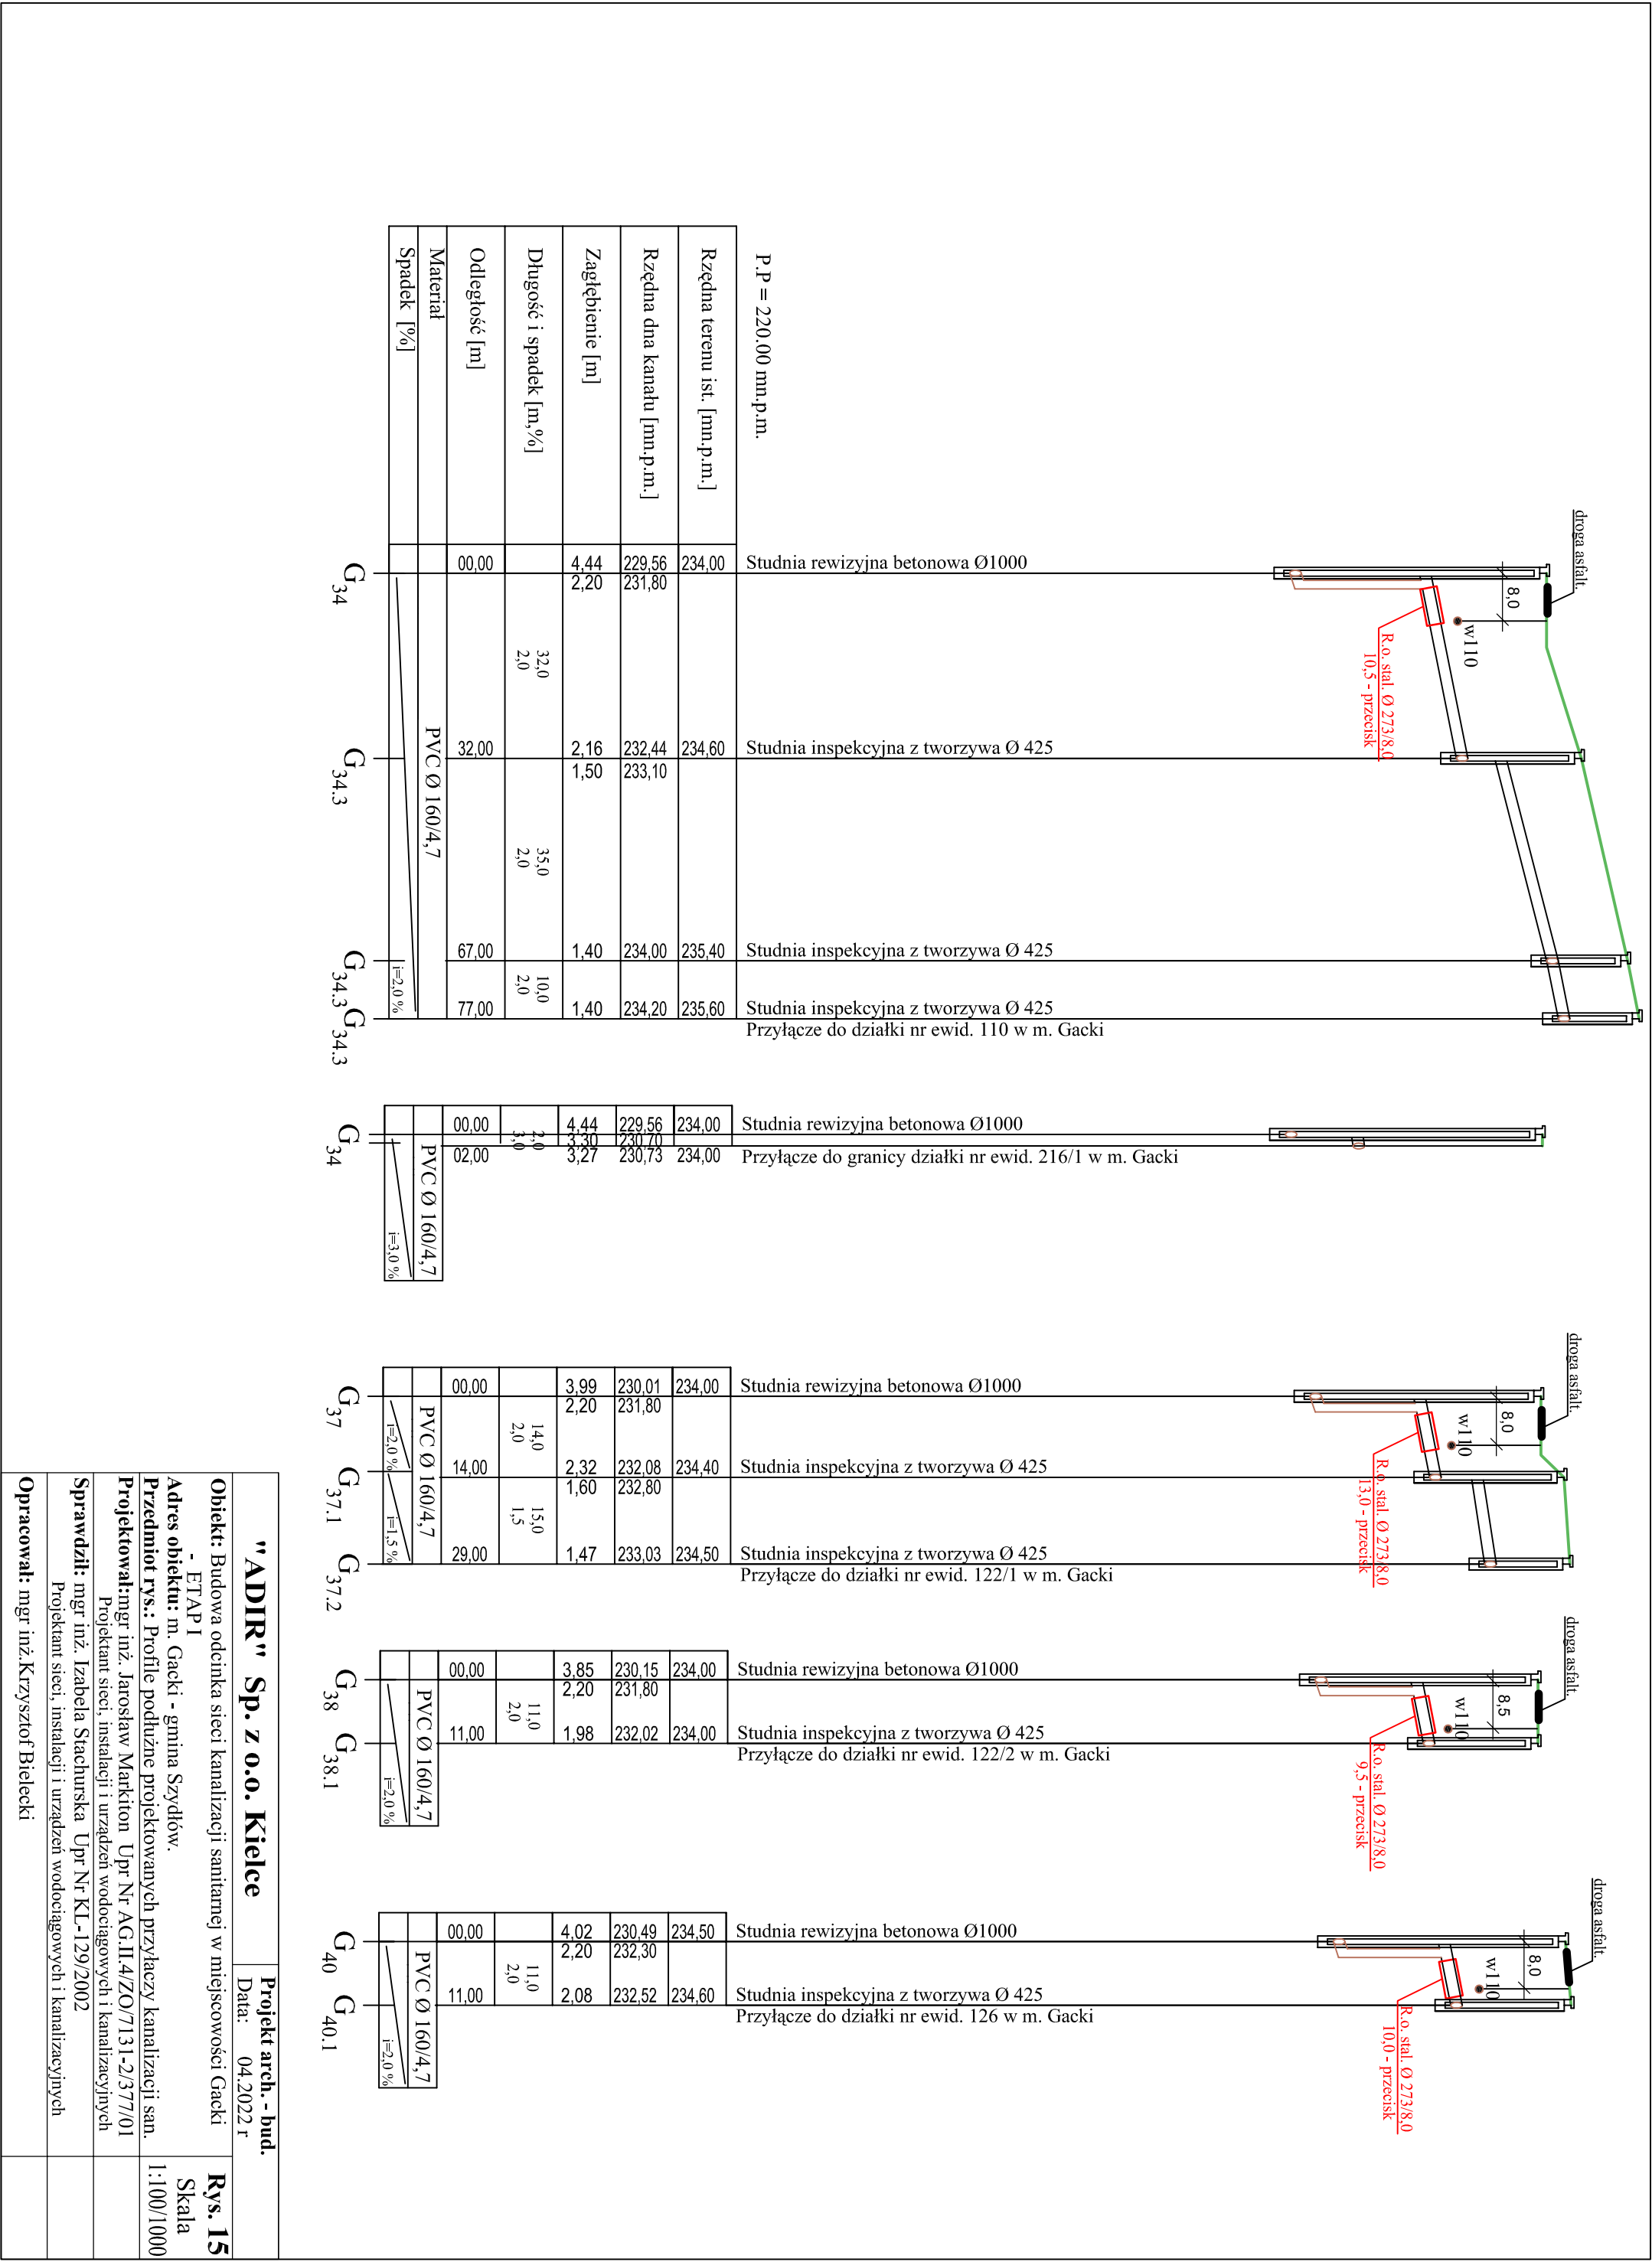 droga asfalt.
8,0
w110
R.o. stal. Ø 273/8,0
10,5 - przecisk
droga asfalt.
8,0
w110
R.o. stal. Ø 273/8,0
13,0 - przecisk
droga asfalt.
8,5
w110
R.o. stal. Ø 273/8,0
9,5 - przecisk
droga asfalt.
8,0
w110
R.o. stal. Ø 273/8,0
10,0 - przecisk
P.P = 220.00 mn.p.m.
Rzędna terenu ist. [mn.p.m.]
Rzędna dna kanału [mn.p.m.]
Zagłębienie [m]
Długość i spadek [m,%]
Odległość [m]
Materiał
Spadek [%]
Studnia rewizyjna betonowa Ø1000
234,00
229,56
231,80
4,44
2,20
00,00
G34
32,0
2,0
Studnia inspekcyjna z tworzywa Ø 425
234,60
232,44
233,10
2,16
1,50
32,00
G34.3
35,0
2,0
PVC Ø 160/4,7
Studnia inspekcyjna z tworzywa Ø 425
235,40
234,00
1,40
67,00
G34.3
10,0
2,0
i=2,0 %
Studnia inspekcyjna z tworzywa Ø 425
Przyłącze do działki nr ewid. 110 w m. Gacki
235,60
234,20
1,40
77,00
G34.3
Studnia rewizyjna betonowa Ø1000
234,00
229,56
230,70
4,44
3,30
00,00
G34
2,0
3,0
Przyłącze do granicy działki nr ewid. 216/1 w m. Gacki
234,00
230,73
3,27
02,00
PVC Ø 160/4,7
i=3,0 %
Studnia rewizyjna betonowa Ø1000
234,00
230,01
231,80
3,99
2,20
00,00
G37
14,0
2,0
i=2,0 %
PVC Ø 160/4,7
Studnia inspekcyjna z tworzywa Ø 425
234,40
232,08
232,80
2,32
1,60
14,00
G37.1
15,0
1,5
i=1,5 %
Studnia inspekcyjna z tworzywa Ø 425
Przyłącze do działki nr ewid. 122/1 w m. Gacki
234,50
233,03
1,47
29,00
G37.2
Studnia rewizyjna betonowa Ø1000
234,00
230,15
231,80
3,85
2,20
00,00
G38
11,0
2,0
Studnia inspekcyjna z tworzywa Ø 425
Przyłącze do działki nr ewid. 122/2 w m. Gacki
234,00
232,02
1,98
11,00
G38.1
PVC Ø 160/4,7
i=2,0 %
Studnia rewizyjna betonowa Ø1000
234,50
230,49
232,30
4,02
2,20
00,00
G40
11,0
2,0
Studnia inspekcyjna z tworzywa Ø 425
Przyłącze do działki nr ewid. 126 w m. Gacki
234,60
232,52
2,08
11,00
G40.1
PVC Ø 160/4,7
i=2,0 %
"ADIR" Sp. z o.o. Kielce
Projekt arch. - bud.
Data: 04.2022 r
Obiekt: Budowa odcinka sieci kanalizacji sanitarnej w miejscowości Gacki
- ETAP I
Adres obiektu: m. Gacki - gmina Szydłów.
Przedmiot rys.: Profile podłużne projektowanych przyłączy kanalizacji san.
Rys. 15
Skala
1:100/1000
Projektował:mgr inż. Jarosław Markiton Upr Nr AG.II.4/ZO/7131-2/377/01
Projektant sieci, instalacji i urządzeń wodociągowych i kanalizacyjnych
Sprawdził: mgr inż. Izabela Stachurska Upr Nr KL-129/2002
Projektant sieci, instalacji i urządzeń wodociągowych i kanalizacyjnych
Opracował: mgr inż.Krzysztof Bielecki